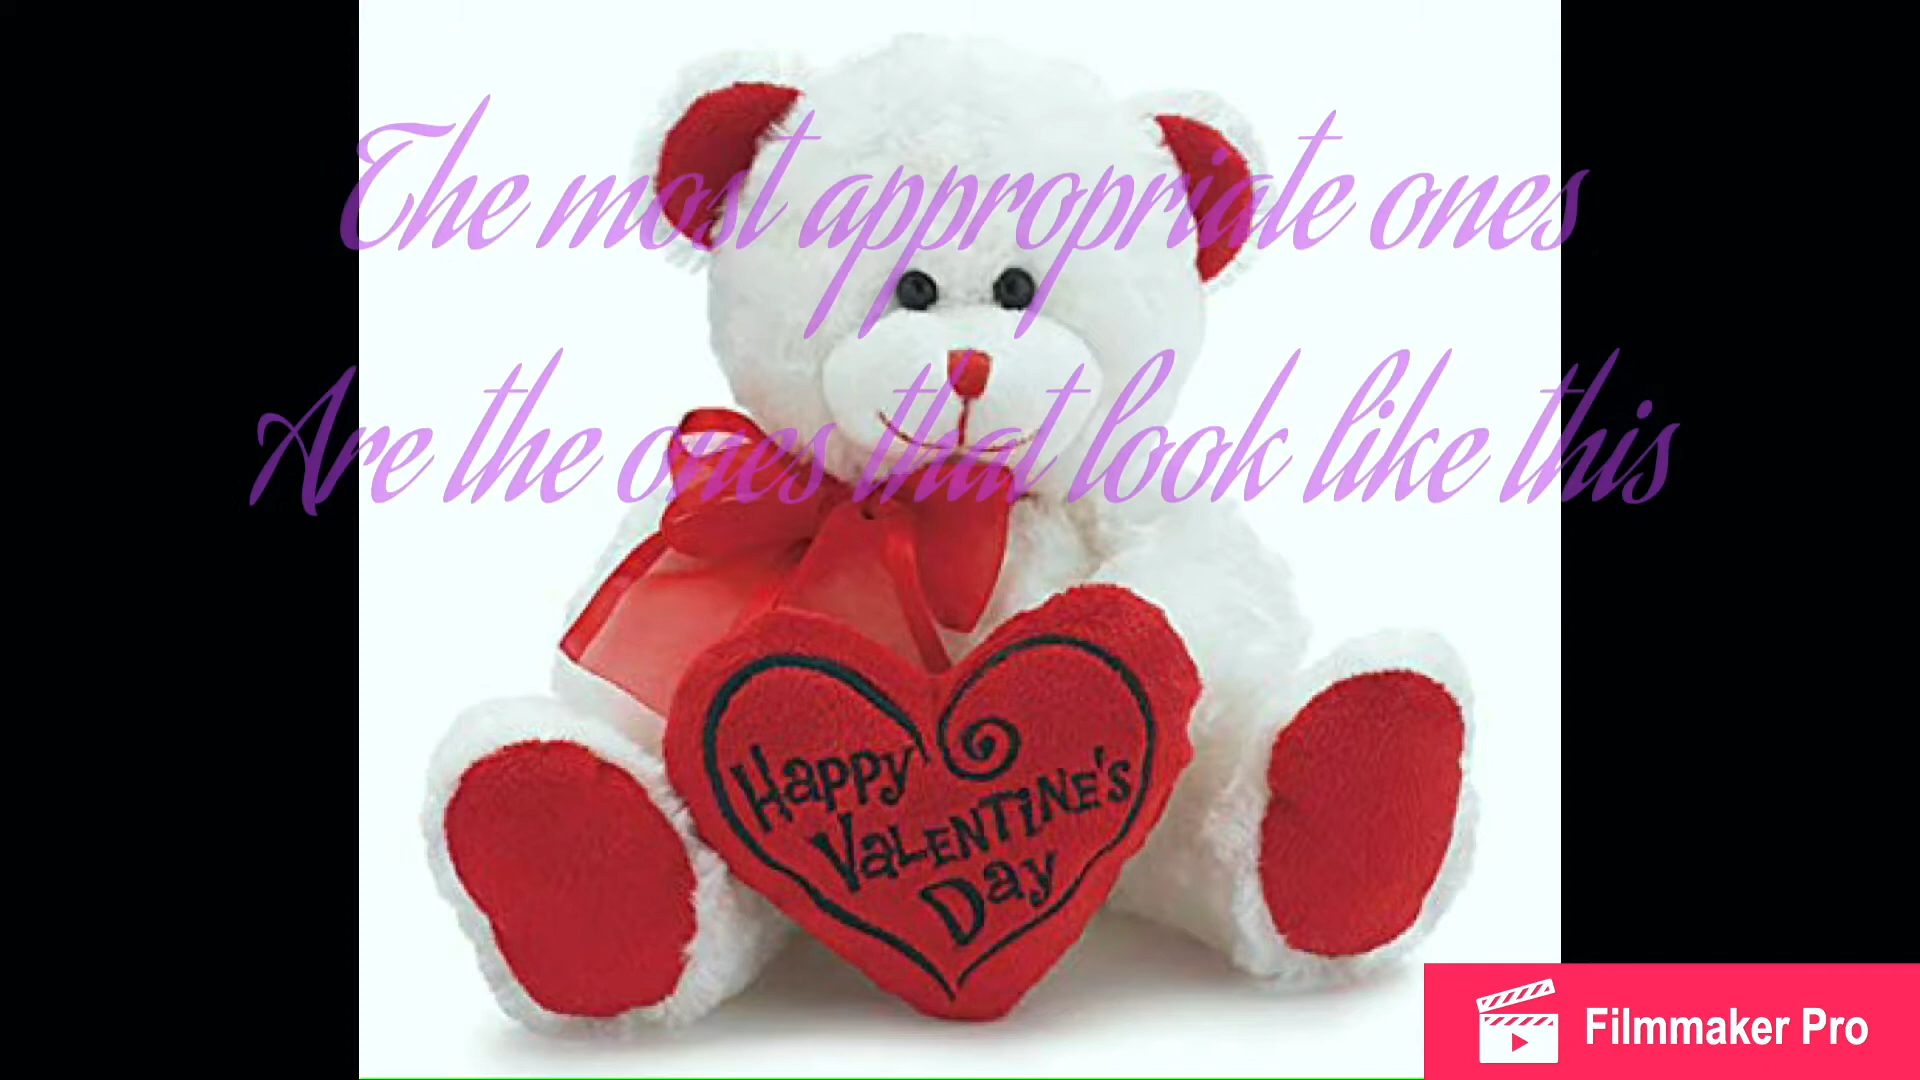 The most appropriate ones
Are the ones that look like this
Happy
Valentine's
Day
Filmmaker Pro